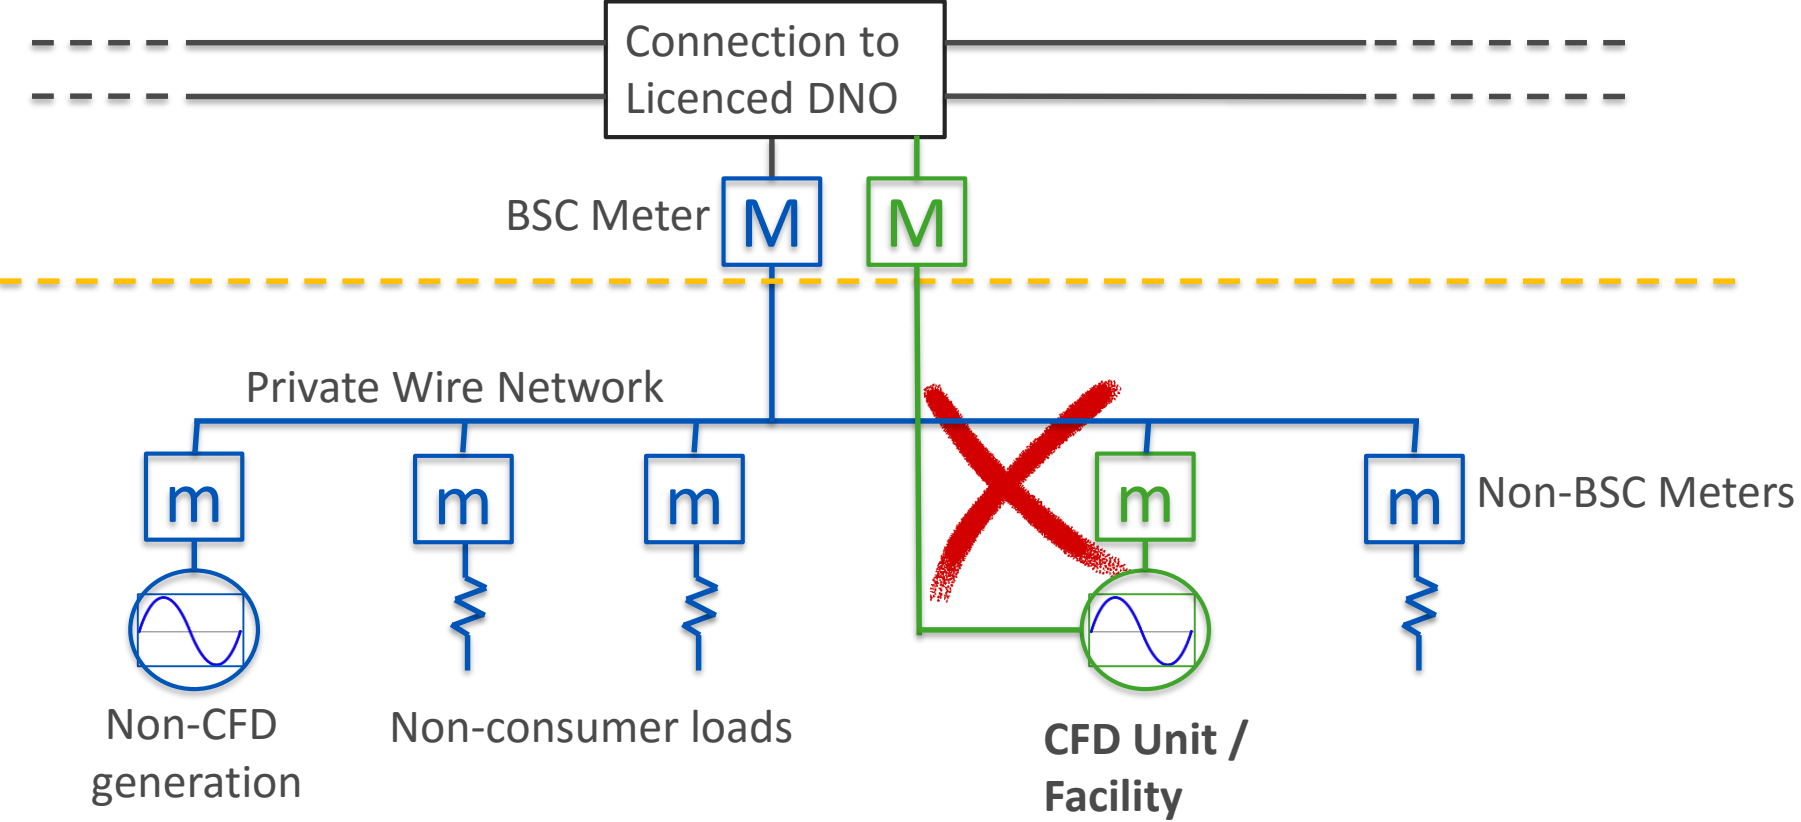 Connection to
Licenced DNO
BSC Meter
M
M
Private Wire Network
m
m
m
m
m
Non-BSC Meters
Non-CFD
generation
Non-consumer loads
CFD Unit /
Facility